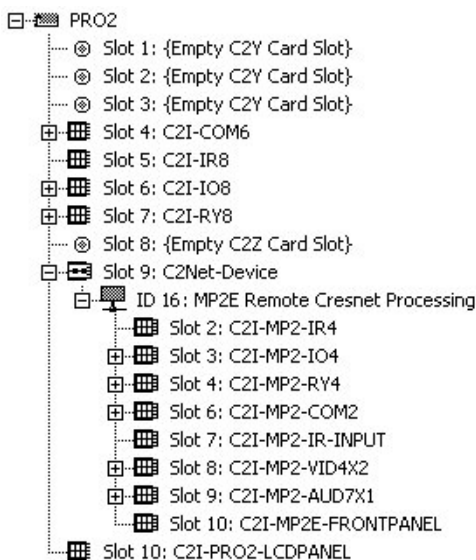 PRO2
Slot 1: {Empty C2Y Card Slot}
Slot 2: {Empty C2Y Card Slot}
Slot 3: {Empty C2Y Card Slot}
Slot 4: C2I-COM6
Slot 5: C2I-IR8
Slot 6: C2I-IO8
Slot 7: C2I-RY8
Slot 8: {Empty C2Z Card Slot}
Slot 9: C2Net-Device
ID 16: MP2E Remote Cresnet Processing
Slot 2: C2I-MP2-IR4
Slot 3: C2I-MP2-IO4
Slot 4: C2I-MP2-RY4
Slot 6: C2I-MP2-COM2
Slot 7: C2I-MP2-IR-INPUT
Slot 8: C2I-MP2-VID4X2
Slot 9: C2I-MP2-AUD7X1
Slot 10: C2I-MP2E-FRONTPANEL
Slot 10: C2I-PRO2-LCDPANEL